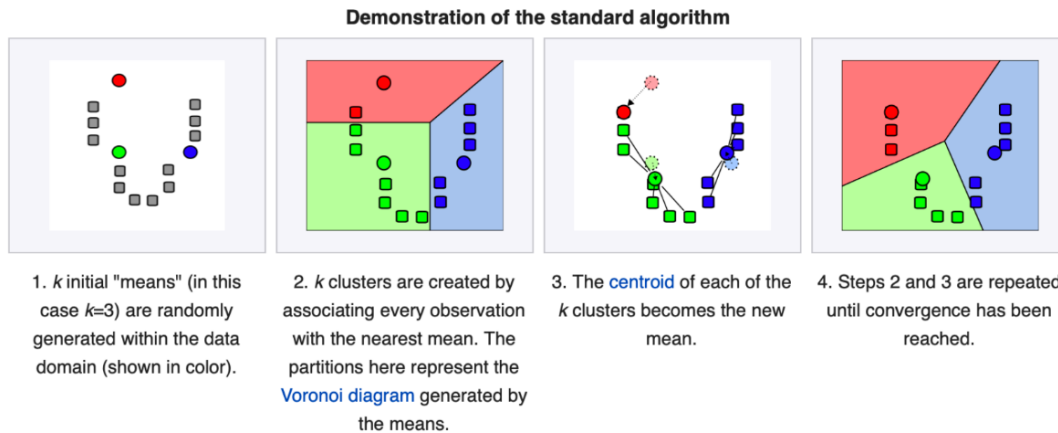 Demonstration of the standard algorithm
1. k initial "means" (in this
case k=3) are randomly
generated within the data
domain (shown in color).
2. k clusters are created by
associating every observation
with the nearest mean. The
partitions here represent the
Voronoi diagram generated by
the means.
3. The centroid of each of the
k clusters becomes the new
mean.
4. Steps 2 and 3 are repeated
until convergence has been
reached.